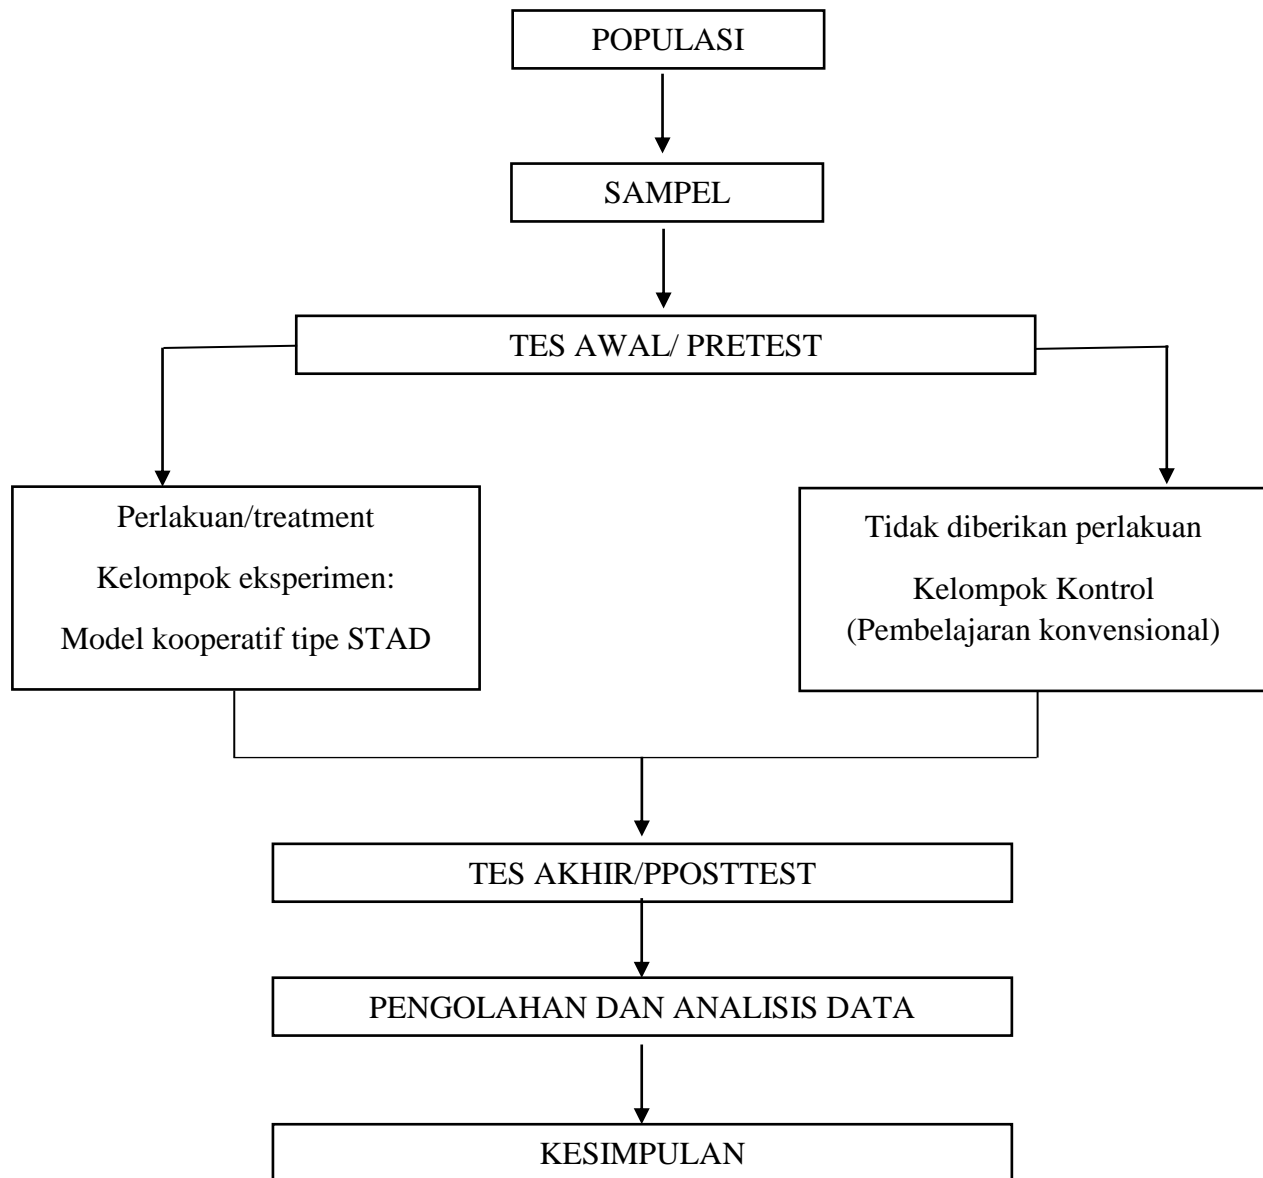 POPULASI
SAMPEL
TES AWAL/ PRETEST
Perlakuan/treatment
Kelompok eksperimen:
Model kooperatif tipe STAD
Tidak diberikan perlakuan
Kelompok Kontrol
(Pembelajaran konvensional)
TES AKHIR/PPOSTTEST
PENGOLAHAN DAN ANALISIS DATA
KESIMPULAN